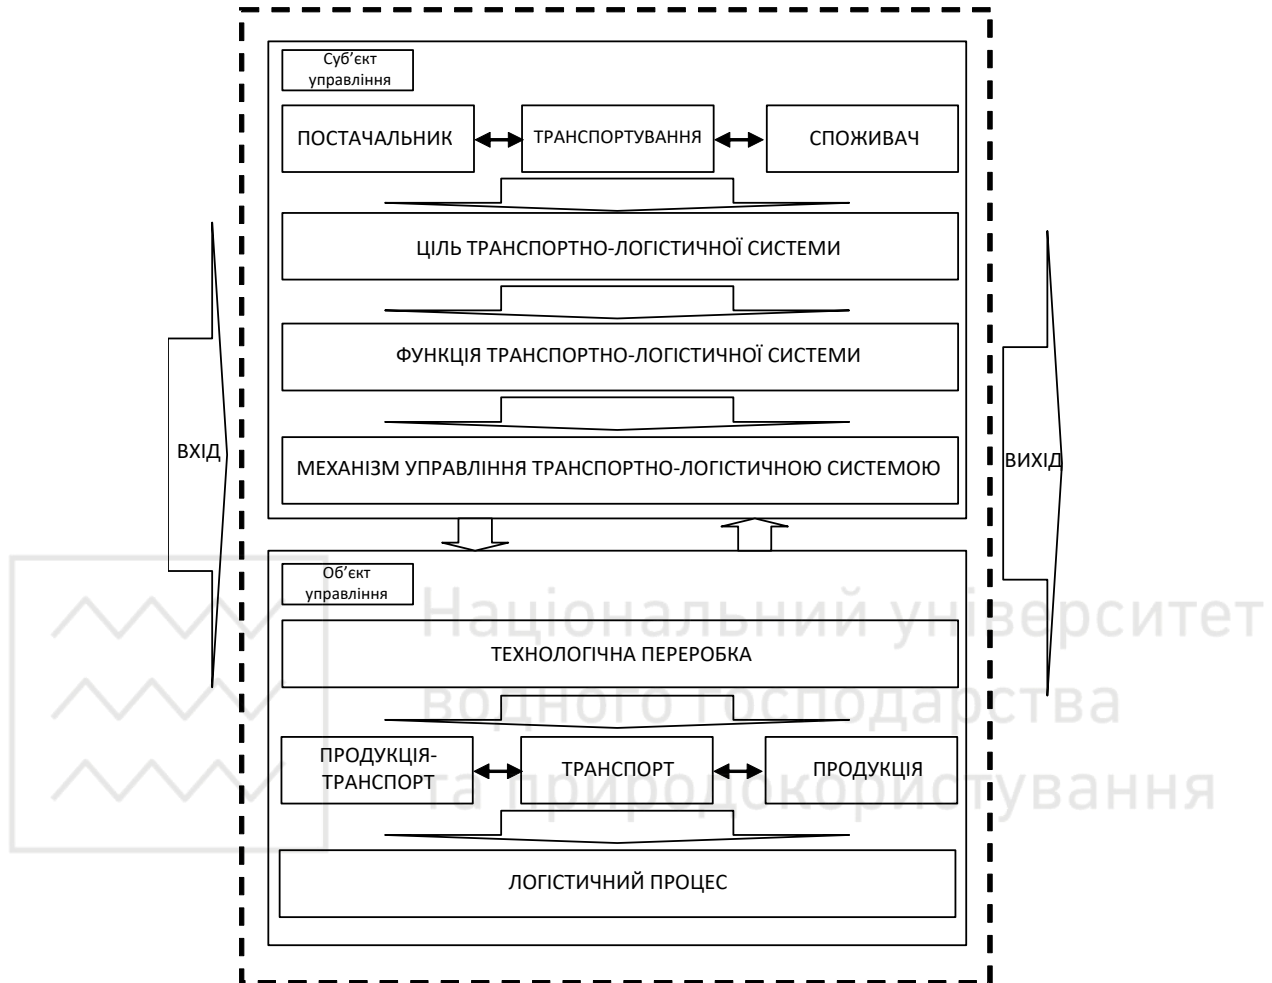 Суб’єкт
управління
ПОСТАЧАЛЬНИК
ТРАНСПОРТУВАННЯ
СПОЖИВАЧ
ЦІЛЬ ТРАНСПОРТНО-ЛОГІСТИЧНОЇ СИСТЕМИ
ФУНКЦІЯ ТРАНСПОРТНО-ЛОГІСТИЧНОЇ СИСТЕМИ
ВХІД
МЕХАНІЗМ УПРАВЛІННЯ ТРАНСПОРТНО-ЛОГІСТИЧНОЮ СИСТЕМОЮ
ВИХІД
Об’єкт
управління
Національний університет
ТЕХНОЛОГІЧНА ПЕРЕРОБКА
водного господарства
ПРОДУКЦІЯ-
ТРАНСПОРТ
ТРАНСПОРТ
ПРОДУКЦІЯ
та природокористування
ЛОГІСТИЧНИЙ ПРОЦЕС